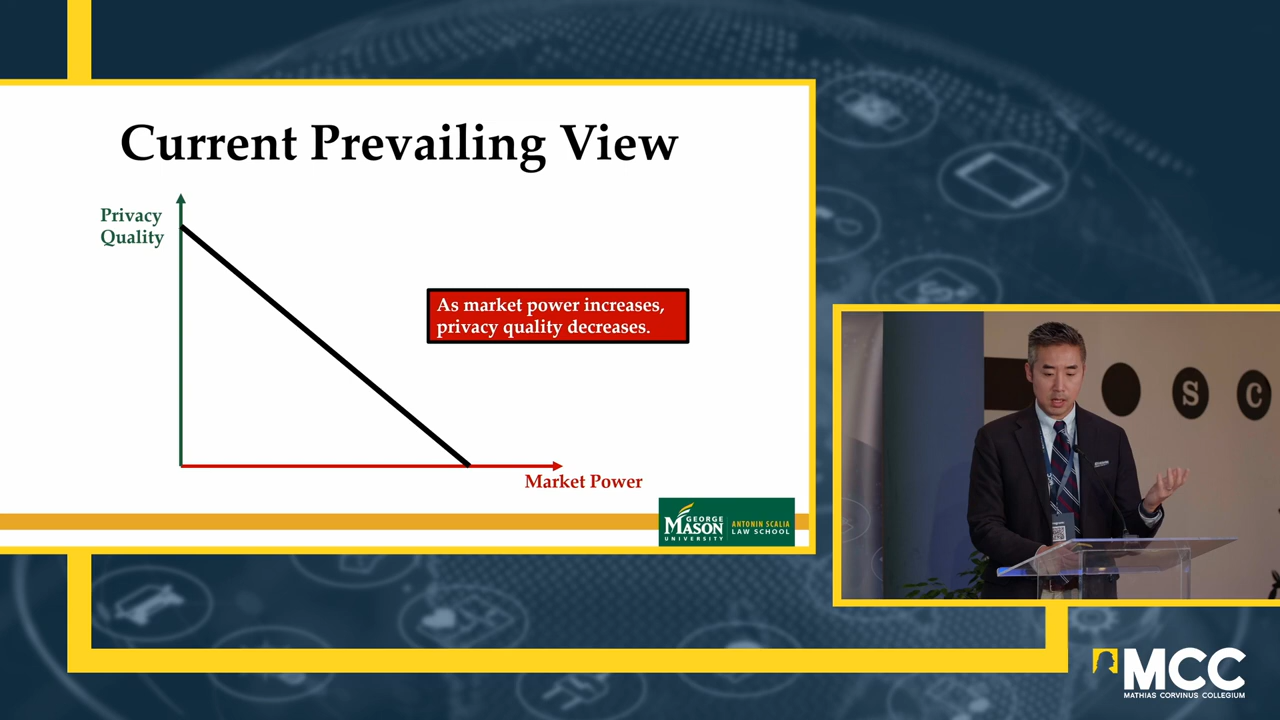 Current Prevailing View
Privacy
Quality
As market power increases,
privacy quality decreases.
Market Power
GEORGE
MASON
UNIVERSITY
ANTONIN SCALIA
LAW SCHOOL
S
C
MCC
MATHIAS CORVINUS COLLEGIUM